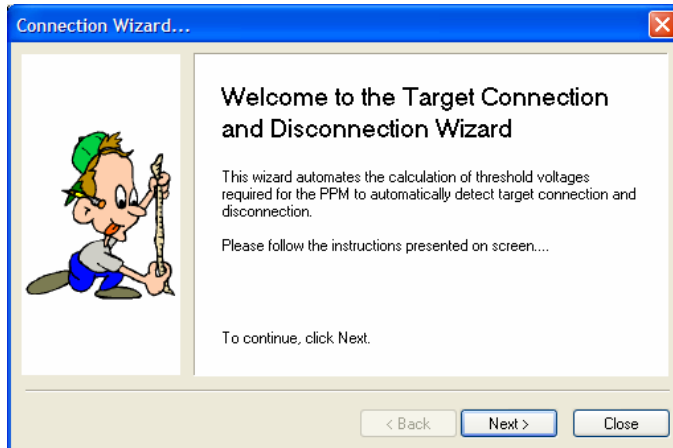 Connection Wizard...
Welcome to the Target Connection
and Disconnection Wizard
This wizard automates the calculation of threshold voltages
required for the PPM to automatically detect target connection and
disconnection.
Please follow the instructions presented on screen....
To continue, click Next.
< Back
Next >
Close